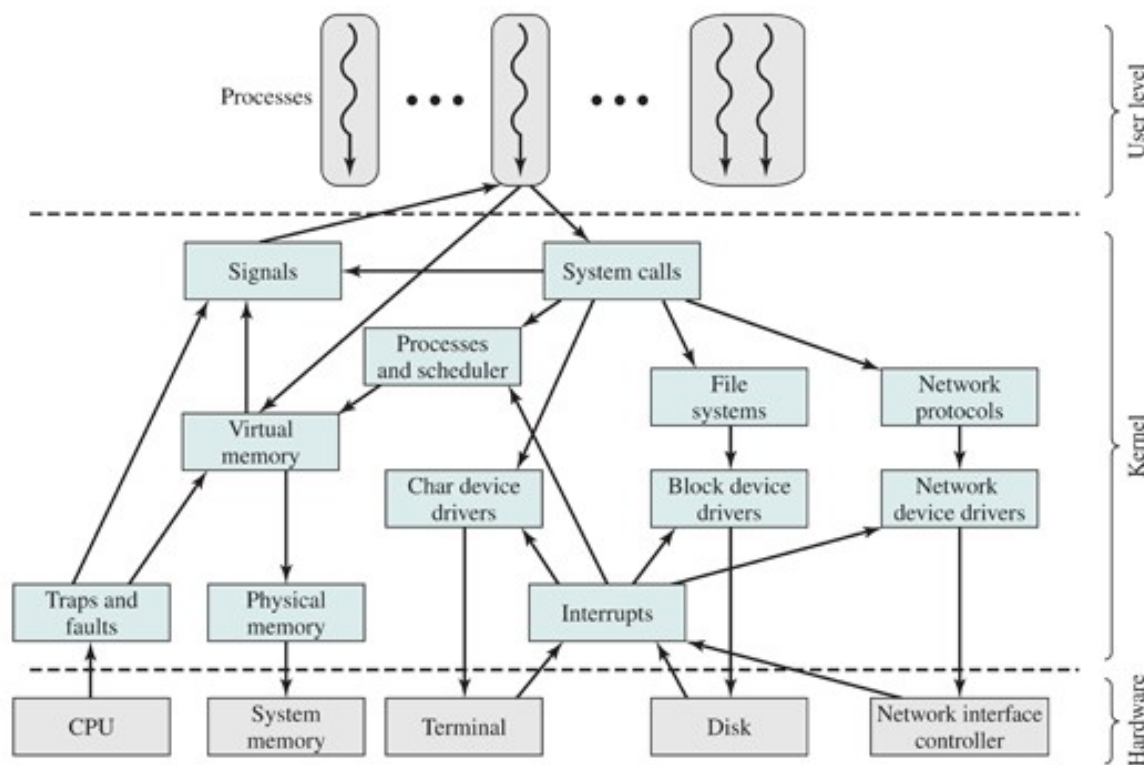 Processes
User level
Signals
System calls
Processes
and scheduler
File
systems
Network
protocols
Virtual
memory
Kernel
Char device
drivers
Block device
drivers
Network
device drivers
Traps and
faults
Physical
memory
Interrupts
CPU
System
memory
Terminal
Disk
Network interface
controller
Hardware